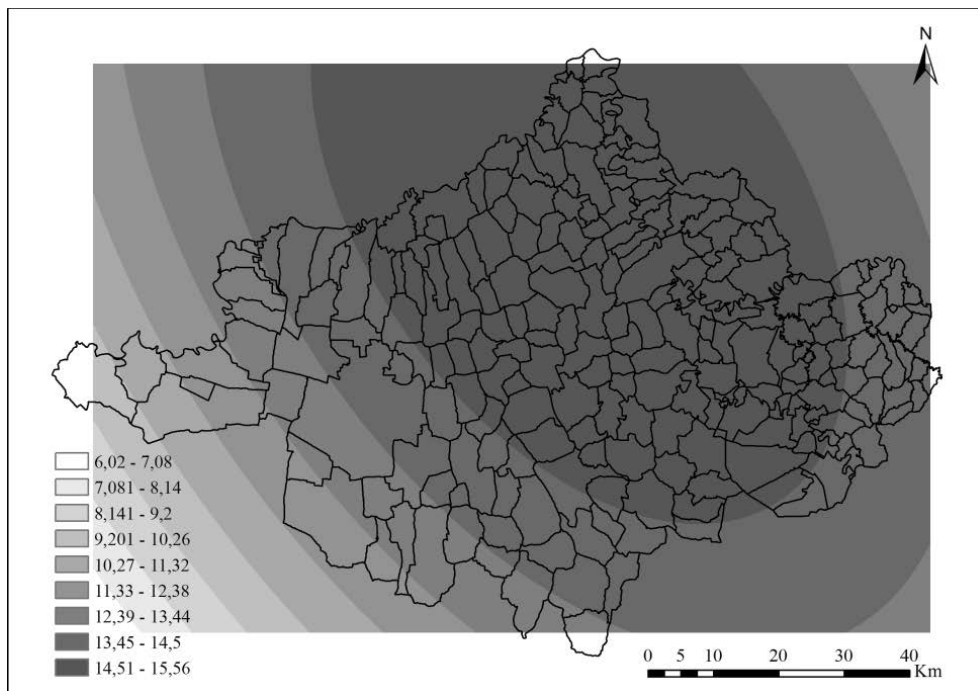 N
6,02 - 7,08
7,081 - 8,14
8,141 - 9,2
9,201 - 10,26
10,27 - 11,32
11,33 - 12,38
12,39 - 13,44
13,45 - 14,5
14,51 - 15,56
0 5 10 20 30 40
Km